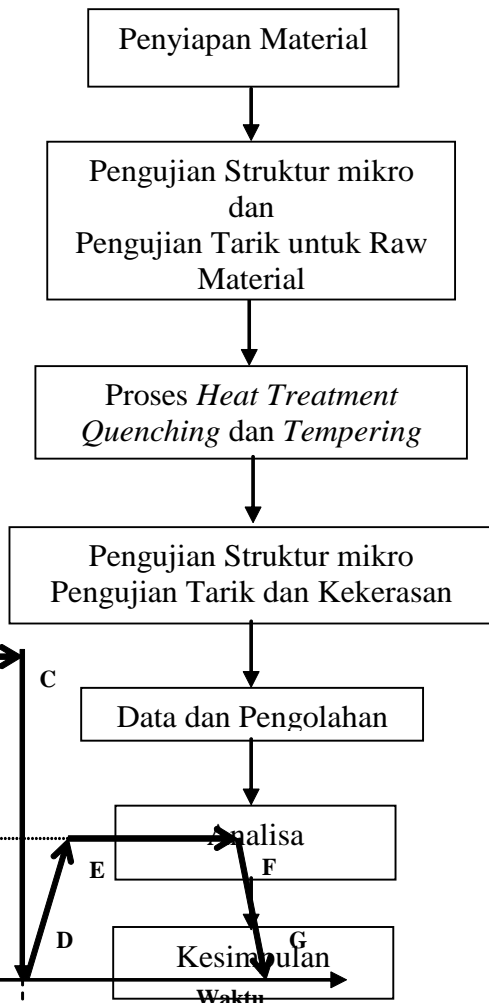 Penyiapan Material
Pengujian Struktur mikro
dan
Pengujian Tarik untuk Raw
Material
Proses Heat Treatment
Quenching dan Tempering
Pengujian Struktur mikro
Pengujian Tarik dan Kekerasan
C
Data dan Pengolahan
Analisa
E
F
D
G
Kesimpulan
Waktu